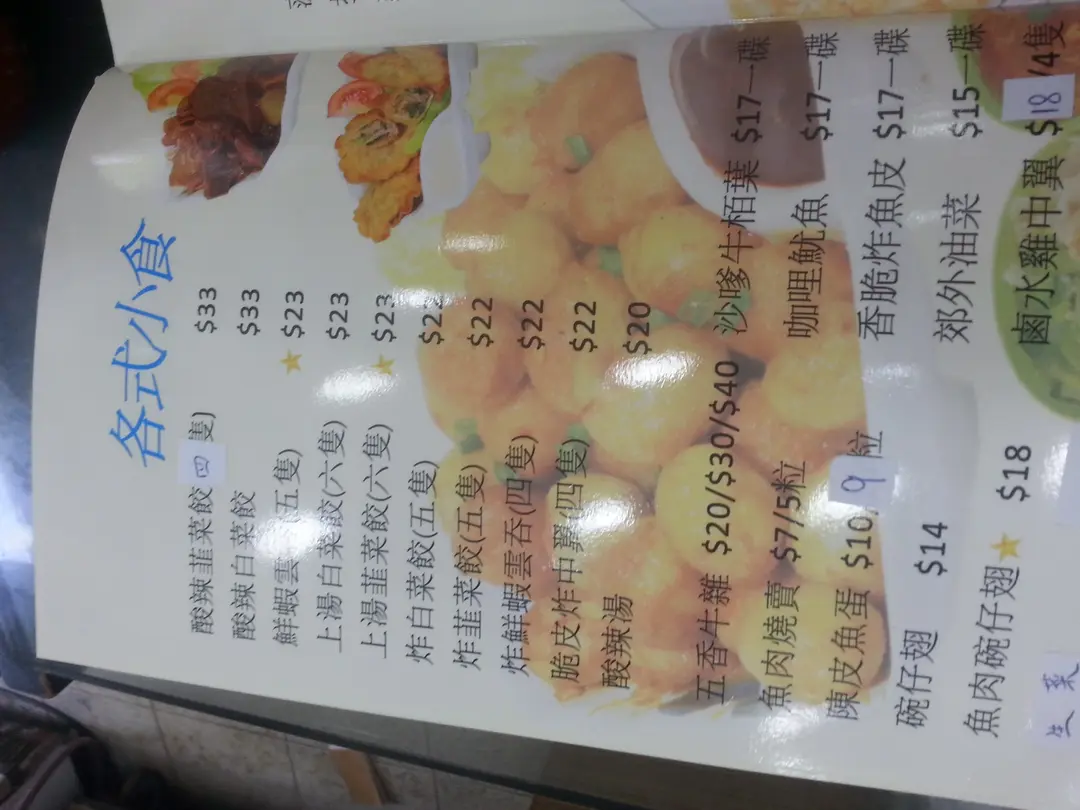 各式小食
酸辣韮菜餃 四隻) $33
酸辣白菜餃 $33
鮮蝦雲吞(五隻) $23
上湯白菜餃(六隻) $23
上湯韮菜餃(六隻) $23
炸白菜餃(五隻) $22
炸韮菜餃(五隻) $22
炸鮮蝦雲吞(四隻) $22
脆皮炸中翼(四隻) $22
酸辣湯 $20
五香牛雜 $20/$30/$40 沙嗲牛栢葉 $17一碟
魚肉燒賣 $7/5粒 咖哩魷魚 $17一碟
陳皮魚蛋 $10/9粒 香脆炸魚皮 $17一碟
碗仔翅 $14 郊外油菜 $15一碟
魚肉碗仔翅 $18 鹵水雞中翼 $18/4隻
生菜